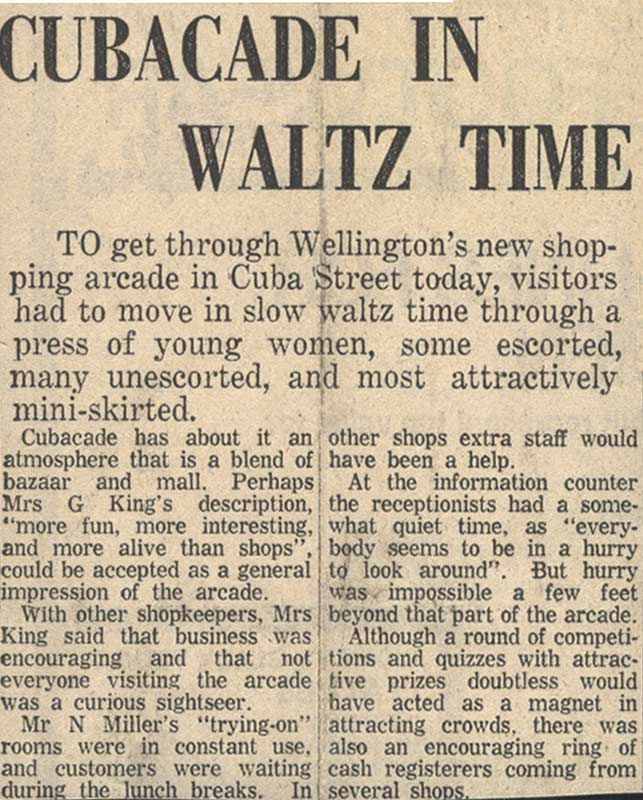 CUBACADE IN
WALTZ TIME
TO get through Wellington's new shop-
ping arcade in Cuba Street today, visitors
had to move in slow waltz time through a
press of young women, some escorted,
many unescorted, and most attractively
mini-skirted.
Cubacade has about it an
atmosphere that is a blend of
bazaar and mall. Perhaps
Mrs G King's description,
"more fun, more interesting,
and more alive than shops",
could be accepted as a general
impression of the arcade.
With other shopkeepers, Mrs
King said that business was
encouraging and that not
everyone visiting the arcade
was a curious sightseer.
Mr N Miller's "trying-on"
rooms were in constant use,
and customers were waiting
during the lunch breaks. In
other shops extra staff would
have been a help.
At the information counter
the receptionists had a some-
what quiet time, as "every-
body seems to be in a hurry
to look around". But hurry
was impossible a few feet
beyond that part of the arcade.
Although a round of competi-
tions and quizzes with attrac-
tive prizes doubtless would
have acted as a magnet in
attracting crowds, there was
also an encouraging ring of
cash registerers coming from
several shops.